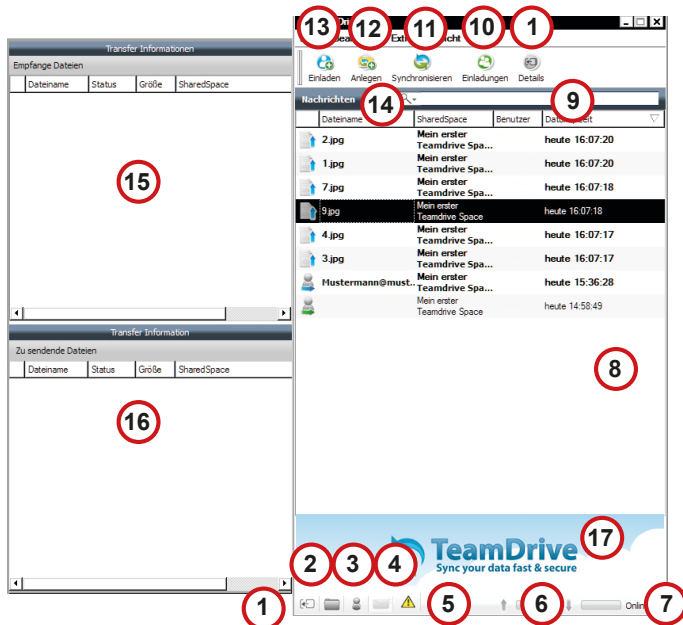 13 12 11 10 1
Transfer Informationen
Empfange Dateien
Dateiname Status Größe SharedSpace
15
Einladen Anlegen Synchronisieren Einladungen Details
Nachrichten 14 9
Dateiname SharedSpace Benutzer
2.jpg Mein erster Teamdrive Spa... heute 16:07:20
1.jpg Mein erster Teamdrive Spa... heute 16:07:20
7.jpg Mein erster Teamdrive Spa... heute 16:07:18
9.jpg Mein erster Teamdrive Space heute 16:07:18
4.jpg Mein erster Teamdrive Spa... heute 16:07:17
3.jpg Mein erster Teamdrive Spa... heute 16:07:17
Mustermann@must... Mein erster Teamdrive Spa... heute 15:36:28
Mein erster Teamdrive Space heute 14:58:49
8
Transfer Information
Zu sendende Dateien
Dateiname Status Größe SharedSpace
16
17
TeamDrive
Sync your data fast & secure
2 3 4
1 5 6 7